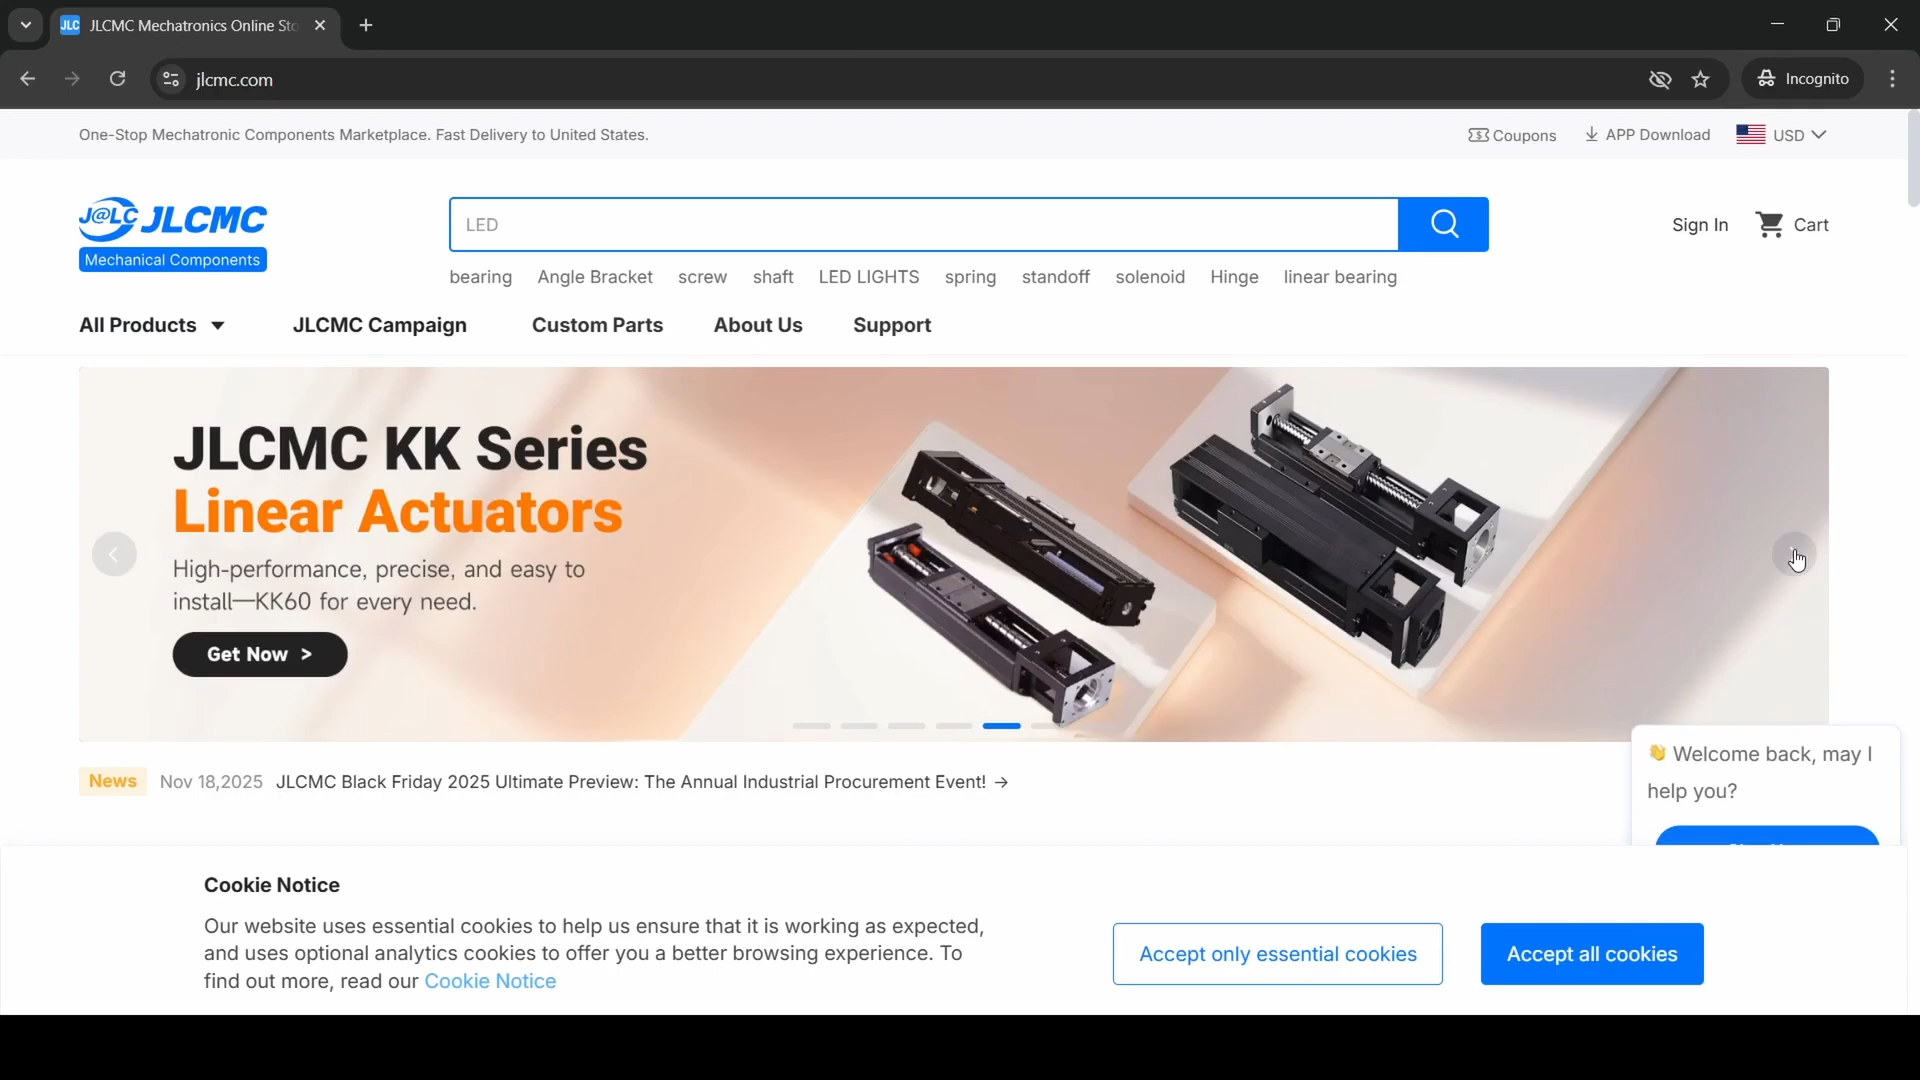 JLC JLCMC Mechatronics Online Sto
jlcmc.com
Incognito
One-Stop Mechatronic Components Marketplace. Fast Delivery to United States.
Coupons
APP Download
USD
J@LC JLCMC
Mechanical Components
LED
Sign In
Cart
bearing Angle Bracket screw shaft LED LIGHTS spring standoff solenoid Hinge linear bearing
All Products JLCMC Campaign Custom Parts About Us Support
JLCMC KK Series
Linear Actuators
High-performance, precise, and easy to
install—KK60 for every need.
Get Now >
News Nov 18,2025 JLCMC Black Friday 2025 Ultimate Preview: The Annual Industrial Procurement Event! →
👋 Welcome back, may I
help you?
Cookie Notice
Our website uses essential cookies to help us ensure that it is working as expected,
and uses optional analytics cookies to offer you a better browsing experience. To
find out more, read our Cookie Notice
Accept only essential cookies
Accept all cookies